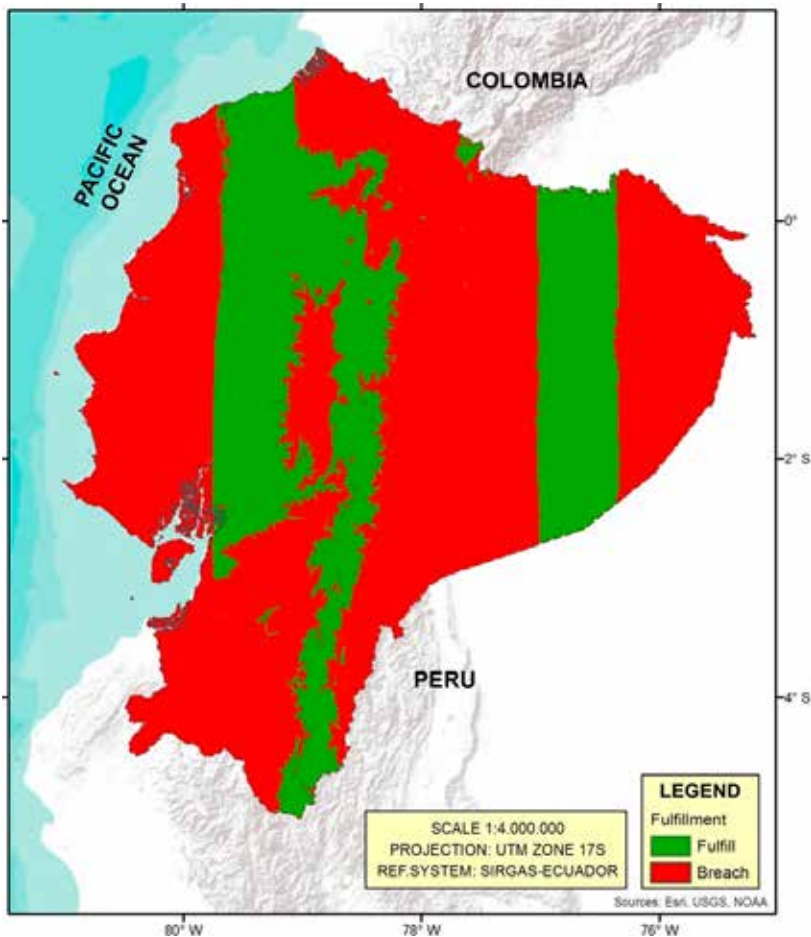 COLOMBIA
PACIFIC
OCEAN
0°
2° S
PERU
4° S
LEGEND
Fulfillment
Fulfill
Breach
SCALE 1:4.000.000
PROJECTION: UTM ZONE 17S
REF.SYSTEM: SIRGAS-ECUADOR
Sources: Esri, USGS, NOAA
80° W
78° W
76° W